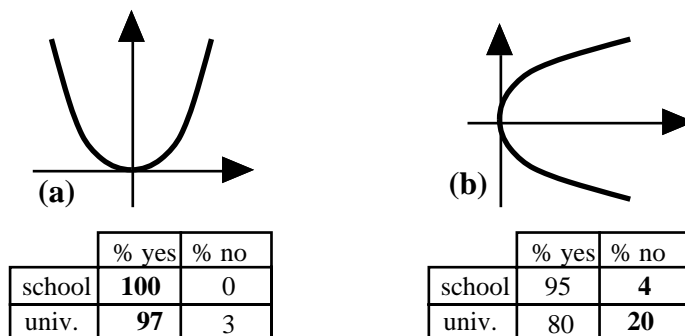 (a)
(b)
% yes % no
school 100 0
univ. 97 3
% yes % no
school 95 4
univ. 80 20